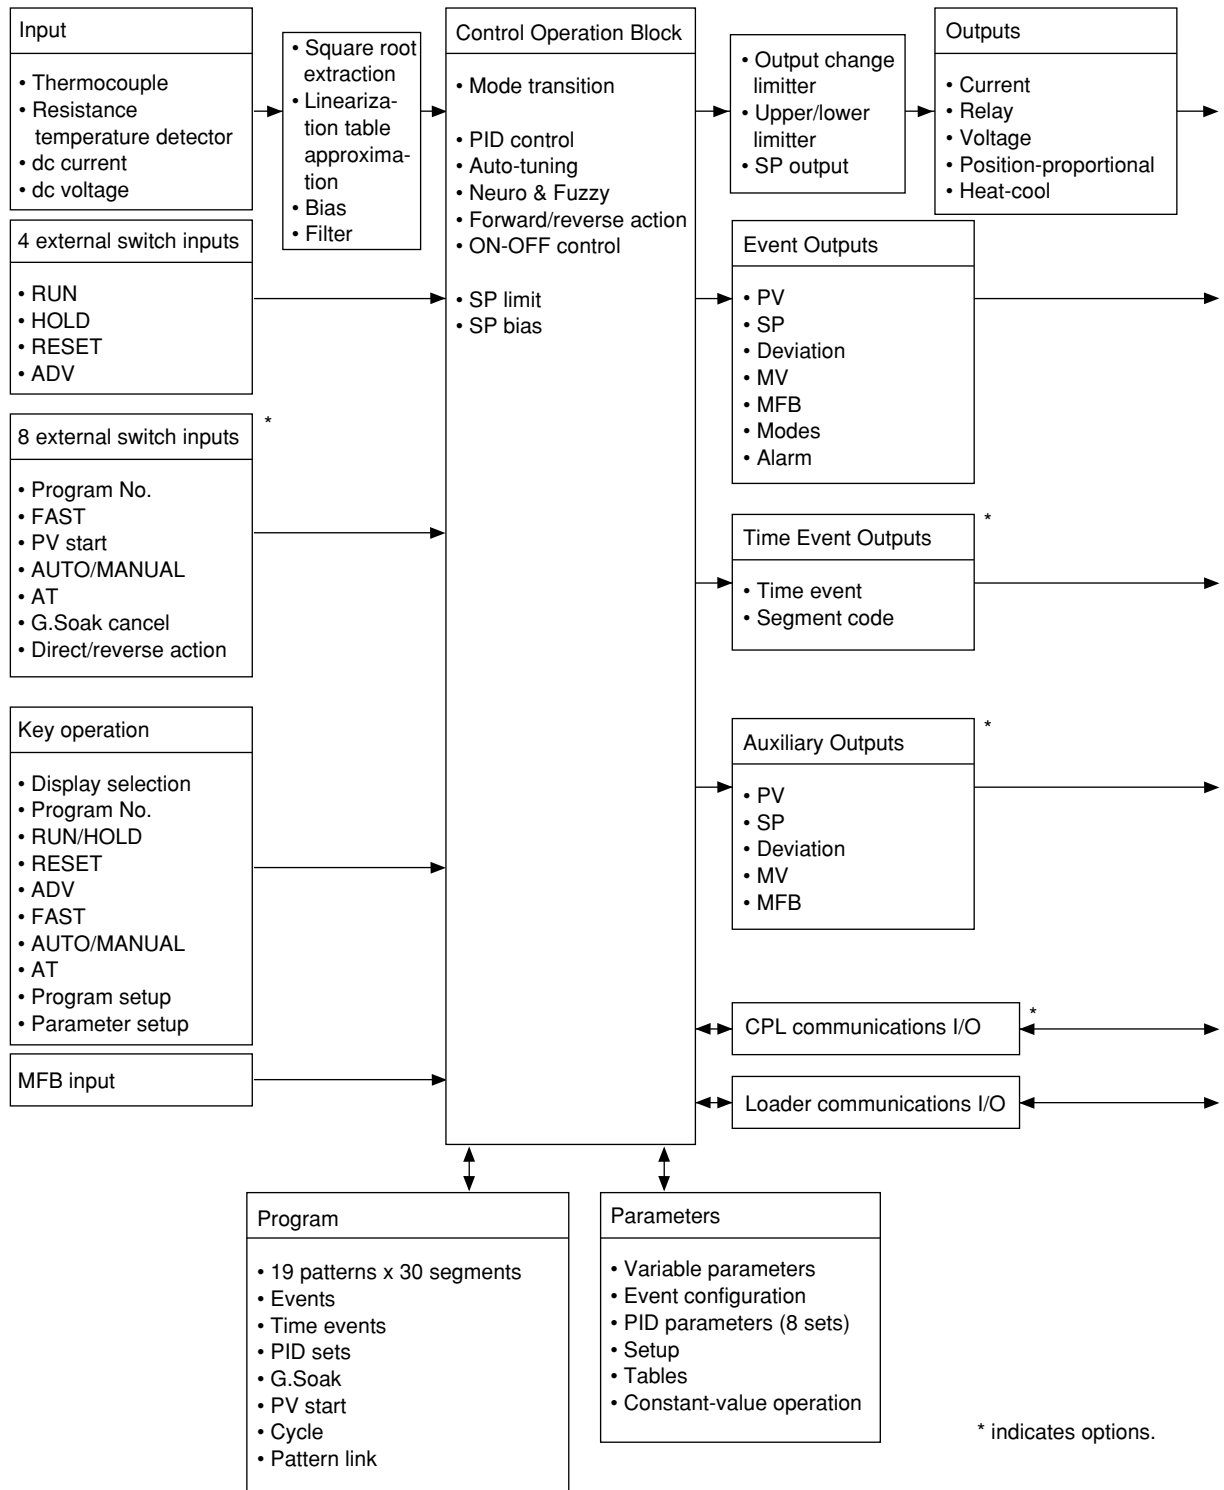 Input
• Thermocouple
• Resistance
temperature detector
• dc current
• dc voltage
• Square root
extraction
• Lineariza-
tion table
approxima-
tion
• Bias
• Filter
Control Operation Block
• Mode transition
• PID control
• Auto-tuning
• Neuro & Fuzzy
• Forward/reverse action
• ON-OFF control
• SP limit
• SP bias
• Output change
limitter
• Upper/lower
limitter
• SP output
Outputs
• Current
• Relay
• Voltage
• Position-proportional
• Heat-cool
4 external switch inputs
• RUN
• HOLD
• RESET
• ADV
Event Outputs
• PV
• SP
• Deviation
• MV
• MFB
• Modes
• Alarm
8 external switch inputs
*
• Program No.
• FAST
• PV start
• AUTO/MANUAL
• AT
• G.Soak cancel
• Direct/reverse action
Time Event Outputs
*
• Time event
• Segment code
Key operation
• Display selection
• Program No.
• RUN/HOLD
• RESET
• ADV
• FAST
• AUTO/MANUAL
• AT
• Program setup
• Parameter setup
Auxiliary Outputs
*
• PV
• SP
• Deviation
• MV
• MFB
CPL communications I/O
*
MFB input
Loader communications I/O
Program
• 19 patterns x 30 segments
• Events
• Time events
• PID sets
• G.Soak
• PV start
• Cycle
• Pattern link
Parameters
• Variable parameters
• Event configuration
• PID parameters (8 sets)
• Setup
• Tables
• Constant-value operation
* indicates options.